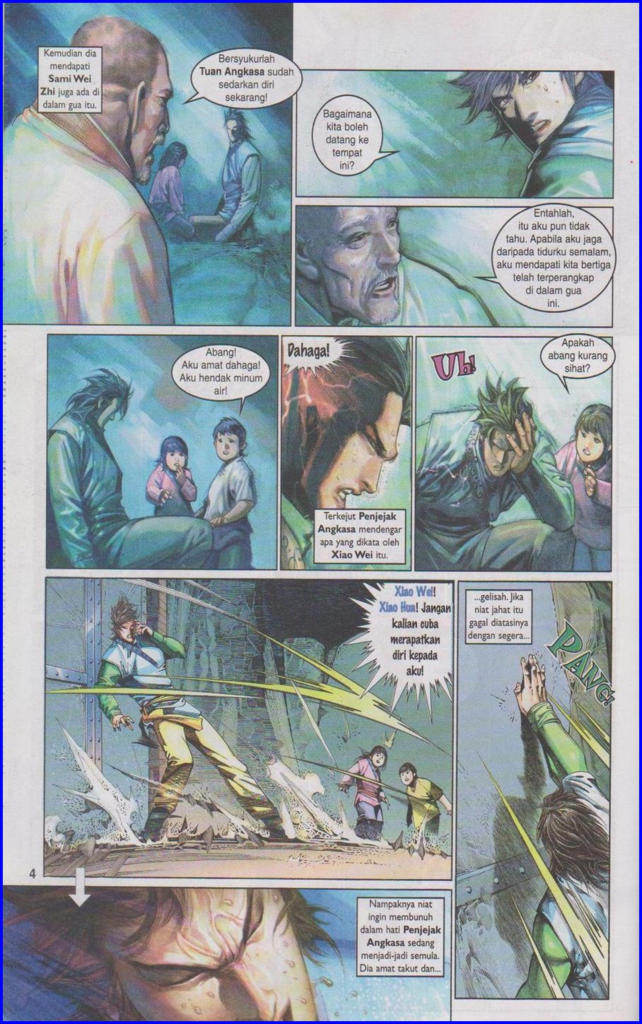 Kemudian dia
mendapati
Sami Wei
Zhi juga ada di
dalam gua itu.
Bersyukurlah
Tuan Angkasa sudah
sedarkan diri
sekarang!
Bagaimana
kita boleh
datang ke
tempat
ini?
Entahlah,
itu aku pun tidak
tahu. Apabila aku jaga
daripada tidurku semalam,
aku mendapati kita bertiga
telah terperangkap
di dalam gua
ini.
Abang!
Aku amat dahaga!
Aku hendak minum
air!
Dahaga!
Terkejut Penjejak
Angkasa mendengar
apa yang dikata oleh
Xiao Wei itu.
Uh
Apakah
abang kurang
sihat?
Xiao Wei!
Xiao Hua! Jangan
kalian cuba
merapatkan
diri kepada
aku!
...gelisah. Jika
niat jahat itu
gagal diatasinya
dengan segera...
PANG!
4
Nampaknya niat
ingin membunuh
dalam hati Penjejak
Angkasa sedang
menjadi-jadi semula.
Dia amat takut dan...